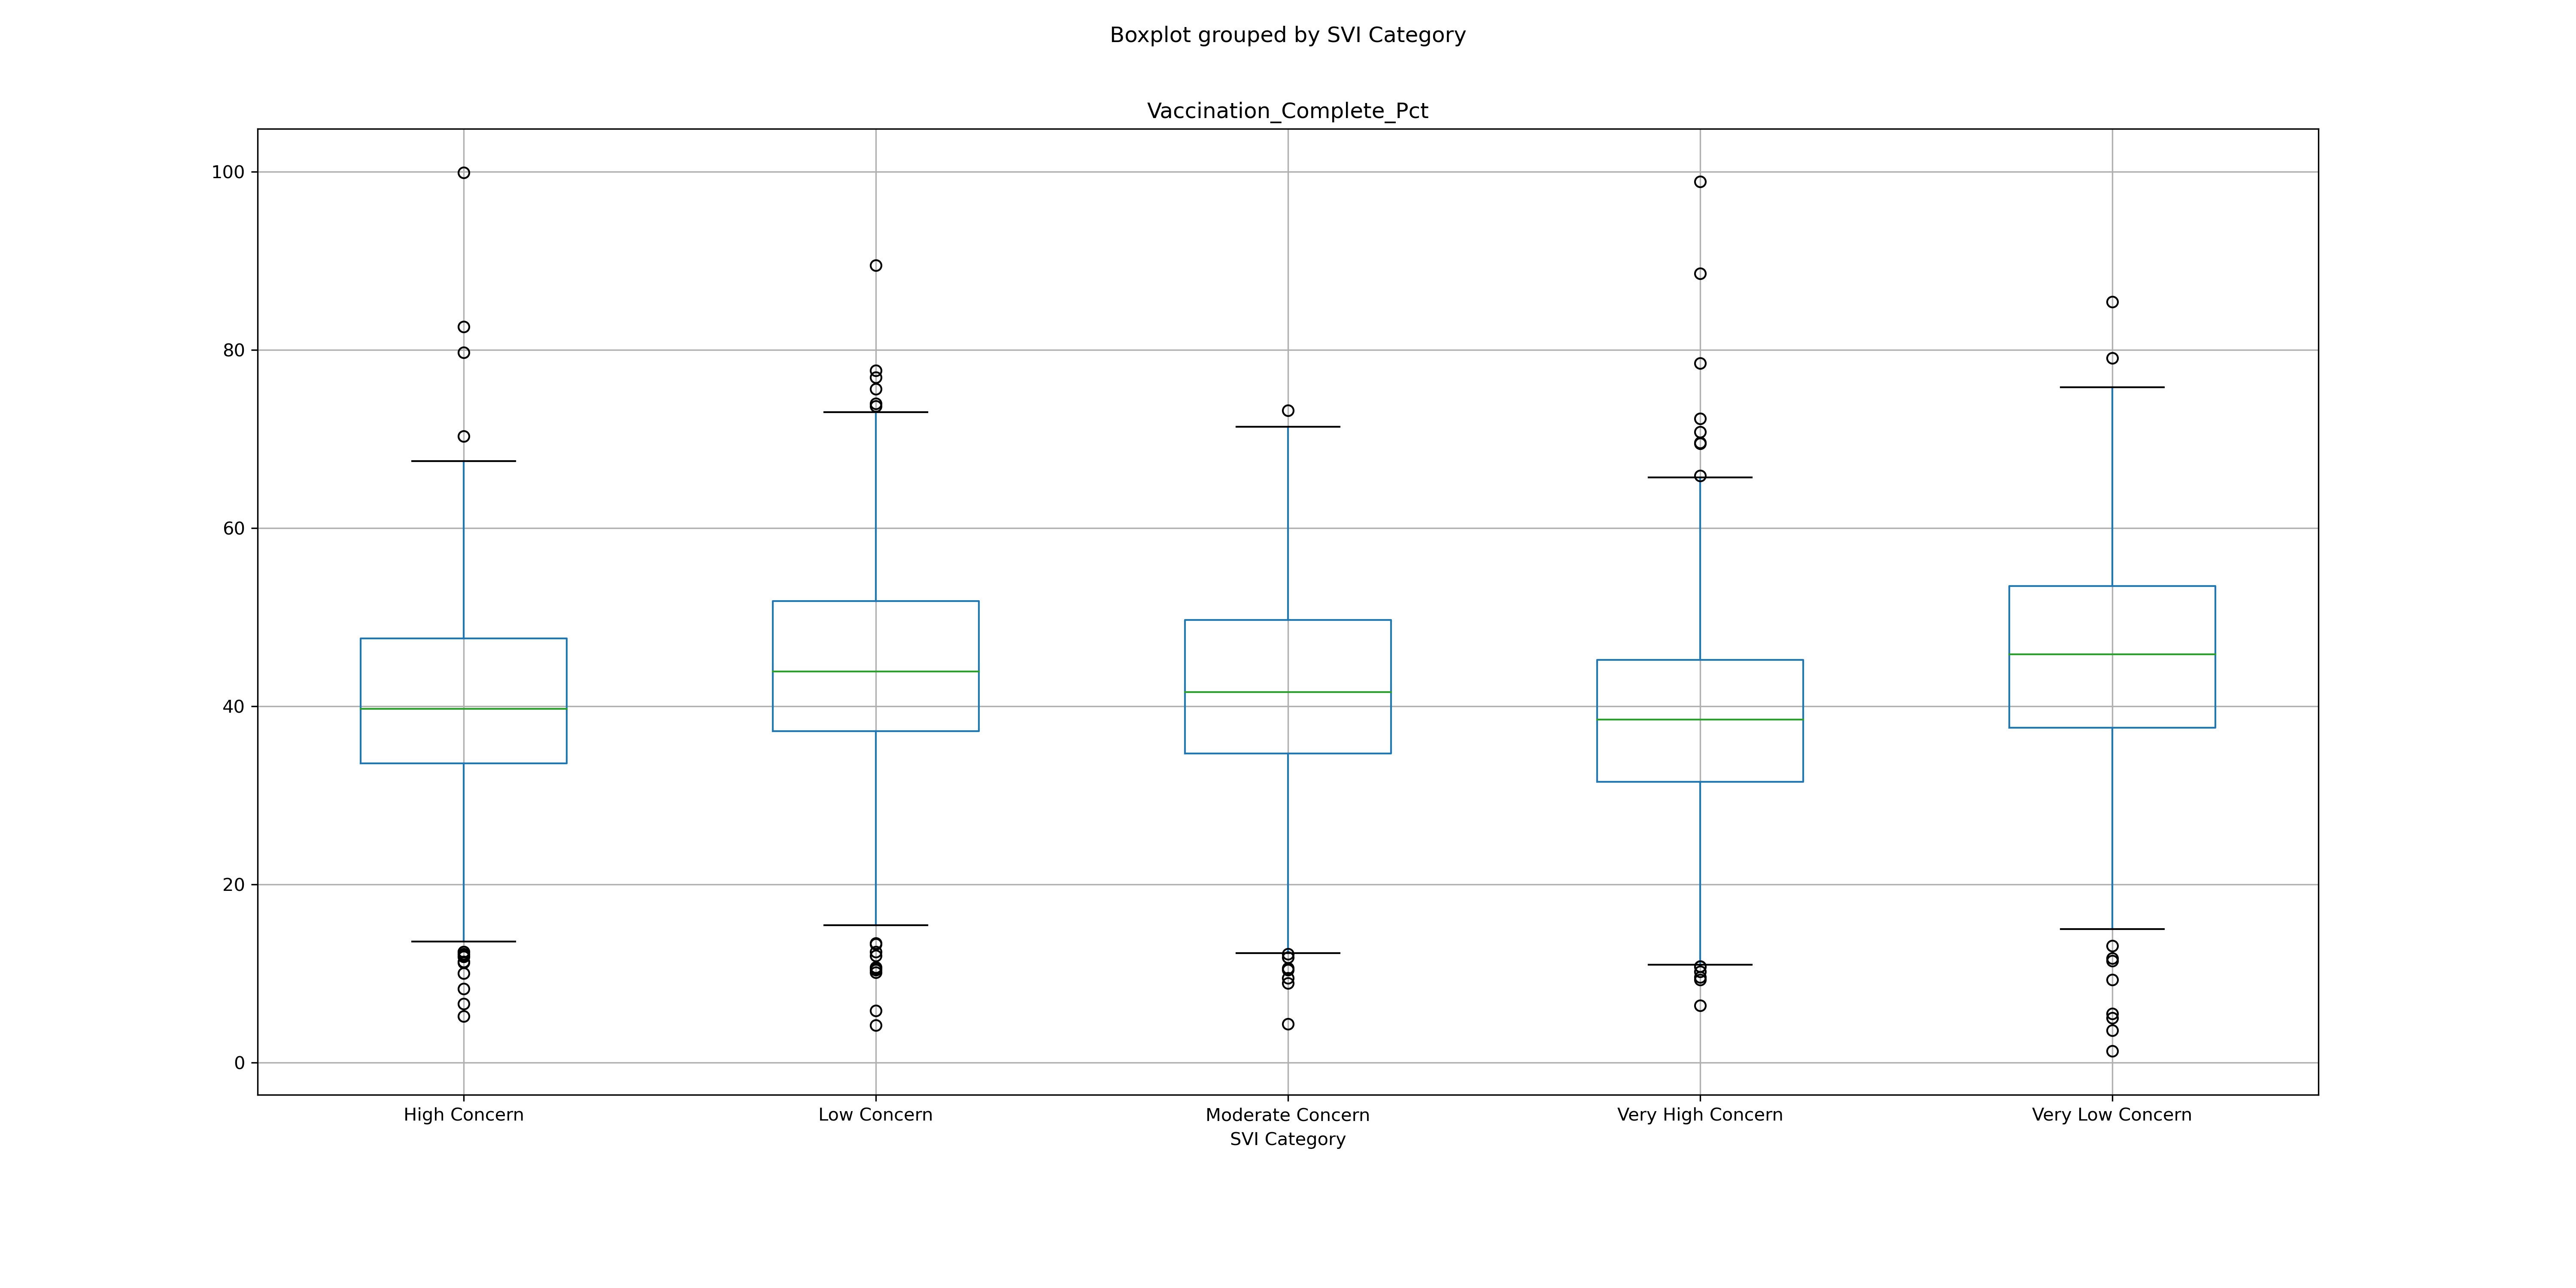 Boxplot grouped by SVI Category
Vaccination_Complete_Pct
100
80
60
40
20
0
High Concern Low Concern Moderate Concern Very High Concern Very Low Concern
SVI Category